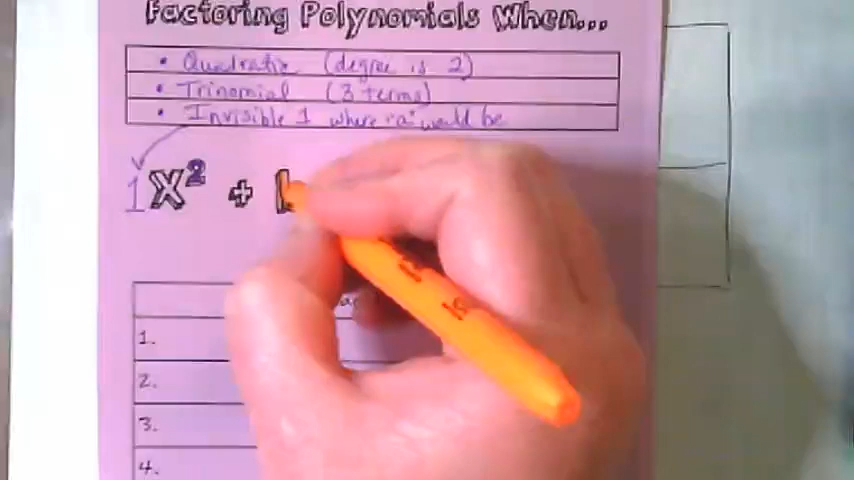 Factoring Polynomials When...
• Quadratic (degree is 2)
• Trinomial (3 terms)
• Invisible 1 where "a" would be
1x² + b
1.
2.
3.
4.